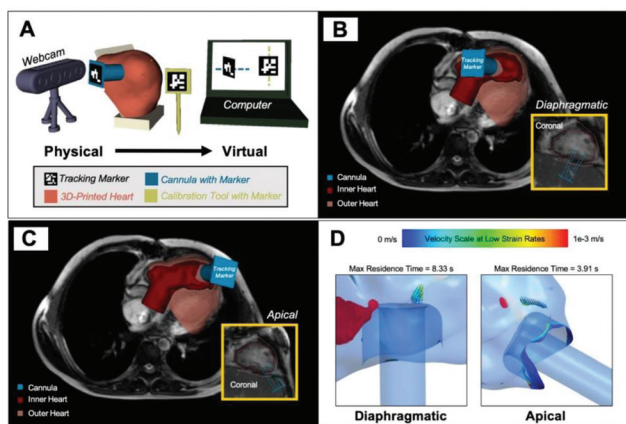 A
Webcam
Computer
Physical
Virtual
Tracking Marker
Cannula with Marker
3D-Printed Heart
Calibration Tool with Marker
B
Tracking
Marker
Diaphragmatic
Coronal
Cannula
Inner Heart
Outer Heart
C
Tracking
Marker
Apical
Coronal
Cannula
Inner Heart
Outer Heart
D
0 m/s
Velocity Scale at Low Strain Rates
1e-3 m/s
Max Residence Time = 8.33 s
Max Residence Time = 3.91 s
Diaphragmatic
Apical